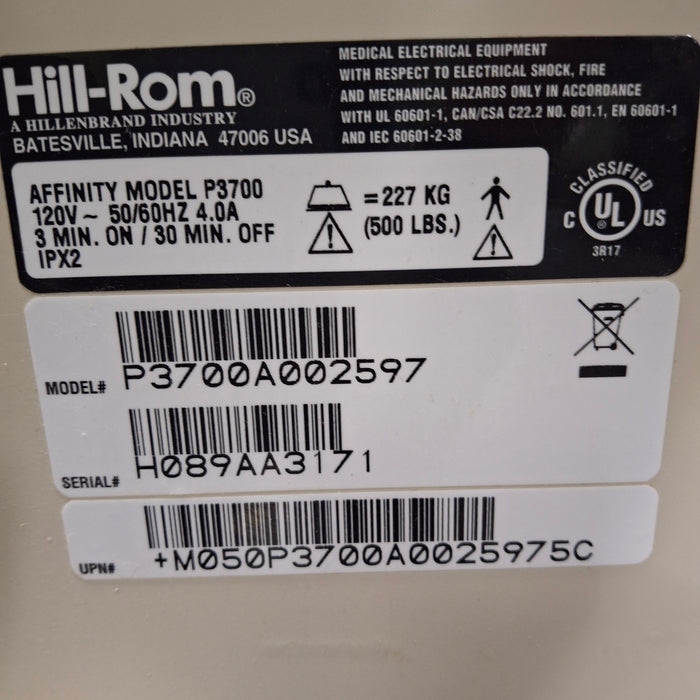 Hill-Rom®
A HILLENBRAND INDUSTRY
BATESVILLE, INDIANA 47006 USA
MEDICAL ELECTRICAL EQUIPMENT
WITH RESPECT TO ELECTRICAL SHOCK, FIRE
AND MECHANICAL HAZARDS ONLY IN ACCORDANCE
WITH UL 60601-1, CAN/CSA C22.2 NO. 601.1, EN 60601-1
AND IEC 60601-2-38
AFFINITY MODEL P3700
120V ~ 50/60HZ 4.0A
3 MIN. ON / 30 MIN. OFF
IPX2
= 227 KG
(500 LBS.)
CLASSIFIED
C UL® US
3R17
MODEL# P3700A002597
SERIAL# H089AA3171
UPN# +M050P3700A0025975C